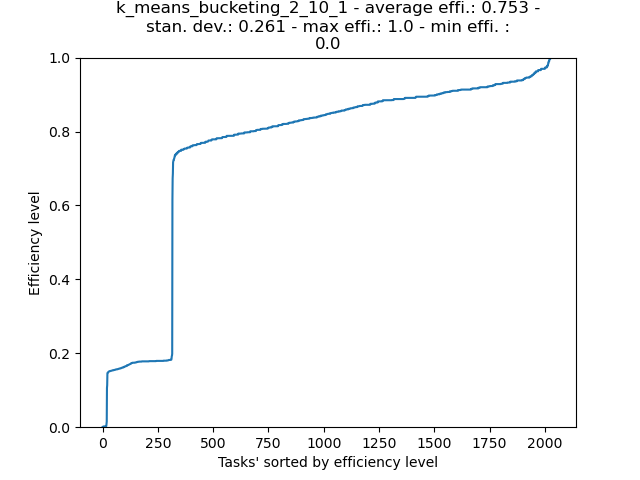 k_means_bucketing_2_10_1 - average effi.: 0.753 -
stan. dev.: 0.261 - max effi.: 1.0 - min effi. :
0.0
1.0
0.8
0.6
0.4
0.2
0.0
Efficiency level
0 250 500 750 1000 1250 1500 1750 2000
Tasks' sorted by efficiency level